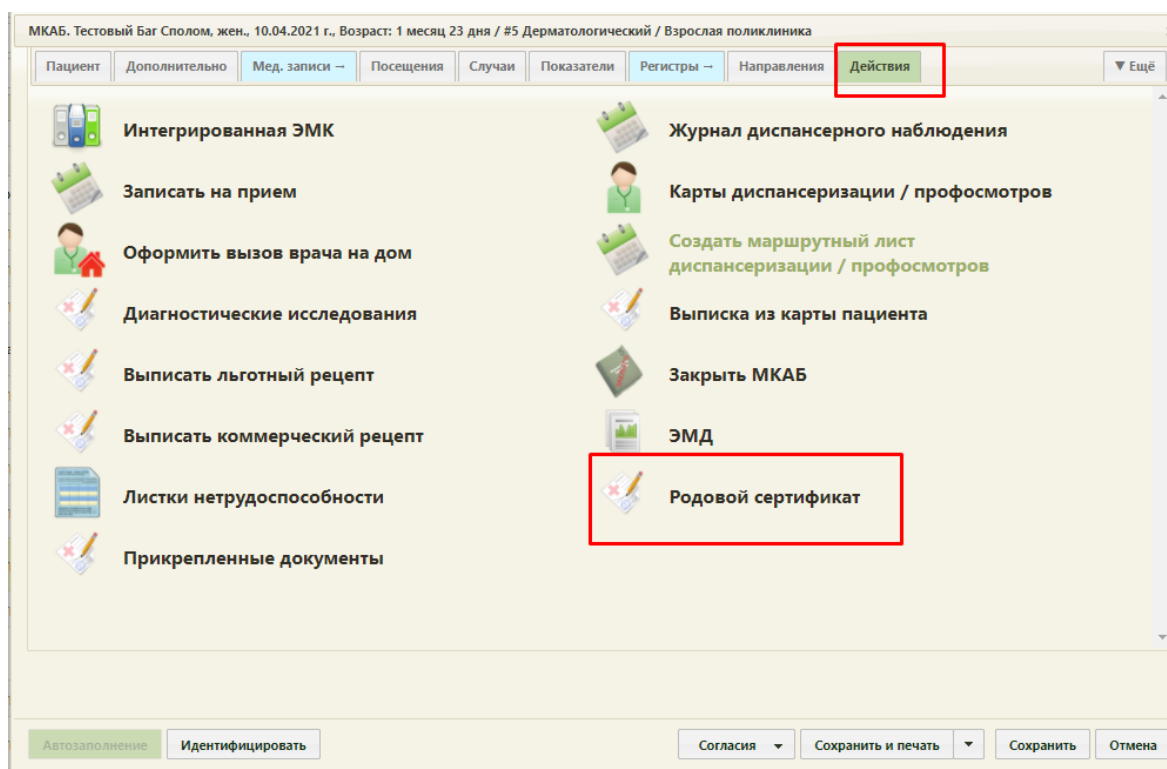 МКАБ. Тестовый Баг Сполом, жен., 10.04.2021 г., Возраст: 1 месяц 23 дня / #5 Дерматологический / Взрослая поликлиника
Пациент Дополнительно Мед. записи → Посещения Случаи Показатели Регистры → Направления Действия ▼ Ещё
Интегрированная ЭМК
Журнал диспансерного наблюдения
Записать на прием
Карты диспансеризации / профосмотров
Оформить вызов врача на дом
Создать маршрутный лист
диспансеризации / профосмотров
Диагностические исследования
Выписка из карты пациента
Выписать льготный рецепт
Закрыть МКАБ
Выписать коммерческий рецепт
ЭМД
Листки нетрудоспособности
Родовой сертификат
Прикрепленные документы
Автозаполнение Идентифицировать Согласия Сохранить и печать Сохранить Отмена